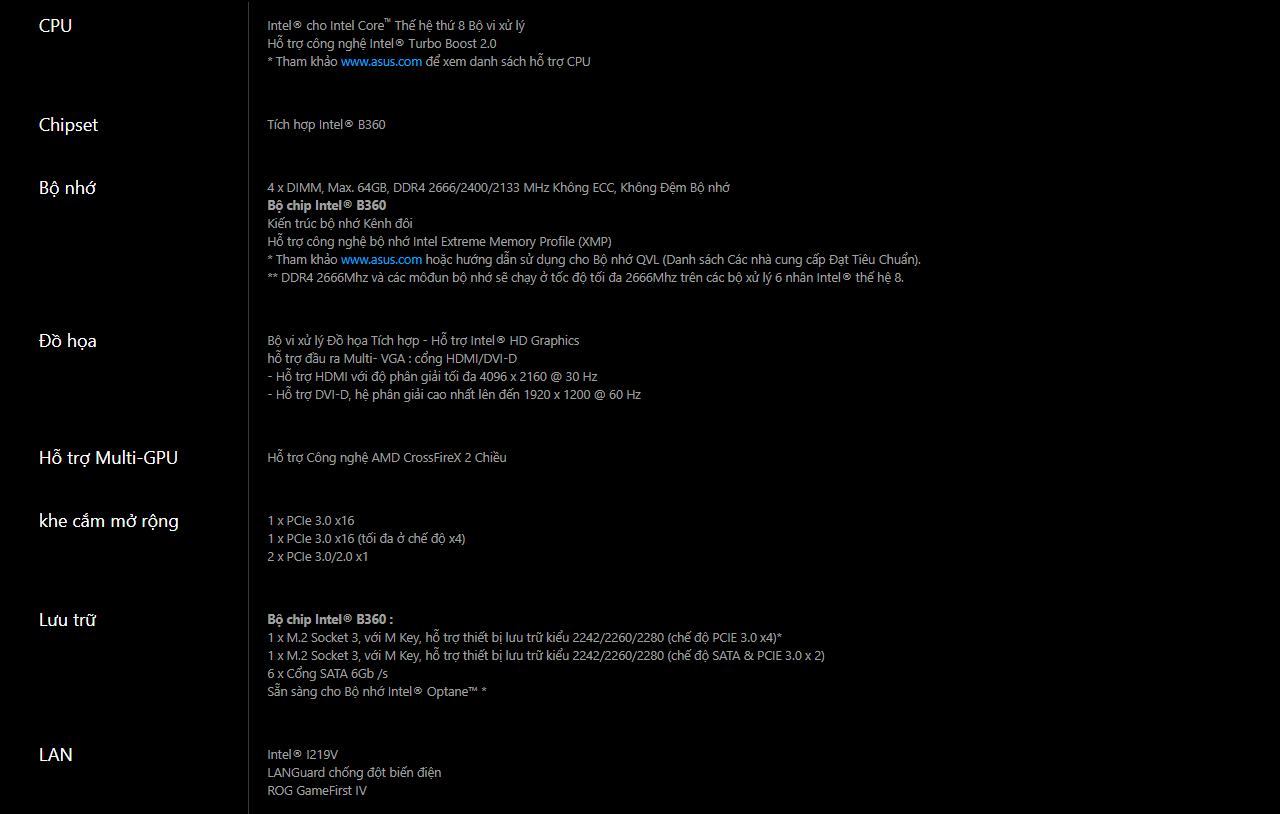 CPU
Intel® cho Intel Core™ Thế hệ thứ 8 Bộ vi xử lý
Hỗ trợ công nghệ Intel® Turbo Boost 2.0
* Tham khảo www.asus.com để xem danh sách hỗ trợ CPU
Chipset
Tích hợp Intel® B360
Bộ nhớ
4 x DIMM, Max. 64GB, DDR4 2666/2400/2133 MHz Không ECC, Không Đệm Bộ nhớ
Bộ chip Intel® B360
Kiến trúc bộ nhớ Kênh đôi
Hỗ trợ công nghệ bộ nhớ Intel Extreme Memory Profile (XMP)
* Tham khảo www.asus.com hoặc hướng dẫn sử dụng cho Bộ nhớ QVL (Danh sách Các nhà cung cấp Đạt Tiêu Chuẩn).
** DDR4 2666Mhz và các môđun bộ nhớ sẽ chạy ở tốc độ tối đa 2666Mhz trên các bộ xử lý 6 nhân Intel® thế hệ 8.
Đồ họa
Bộ vi xử lý Đồ họa Tích hợp - Hỗ trợ Intel® HD Graphics
hỗ trợ đầu ra Multi- VGA : cổng HDMI/DVI-D
- Hỗ trợ HDMI với độ phân giải tối đa 4096 x 2160 @ 30 Hz
- Hỗ trợ DVI-D, hệ phân giải cao nhất lên đến 1920 x 1200 @ 60 Hz
Hỗ trợ Multi-GPU
Hỗ trợ Công nghệ AMD CrossFireX 2 Chiều
khe cắm mở rộng
1 x PCIe 3.0 x16
1 x PCIe 3.0 x16 (tối đa ở chế độ x4)
2 x PCIe 3.0/2.0 x1
Lưu trữ
Bộ chip Intel® B360 :
1 x M.2 Socket 3, với M Key, hỗ trợ thiết bị lưu trữ kiểu 2242/2260/2280 (chế độ PCIE 3.0 x4)*
1 x M.2 Socket 3, với M Key, hỗ trợ thiết bị lưu trữ kiểu 2242/2260/2280 (chế độ SATA & PCIE 3.0 x 2)
6 x Cổng SATA 6Gb /s
Sẵn sàng cho Bộ nhớ Intel® Optane™ *
LAN
Intel® I219V
LANGuard chống đột biến điện
ROG GameFirst IV